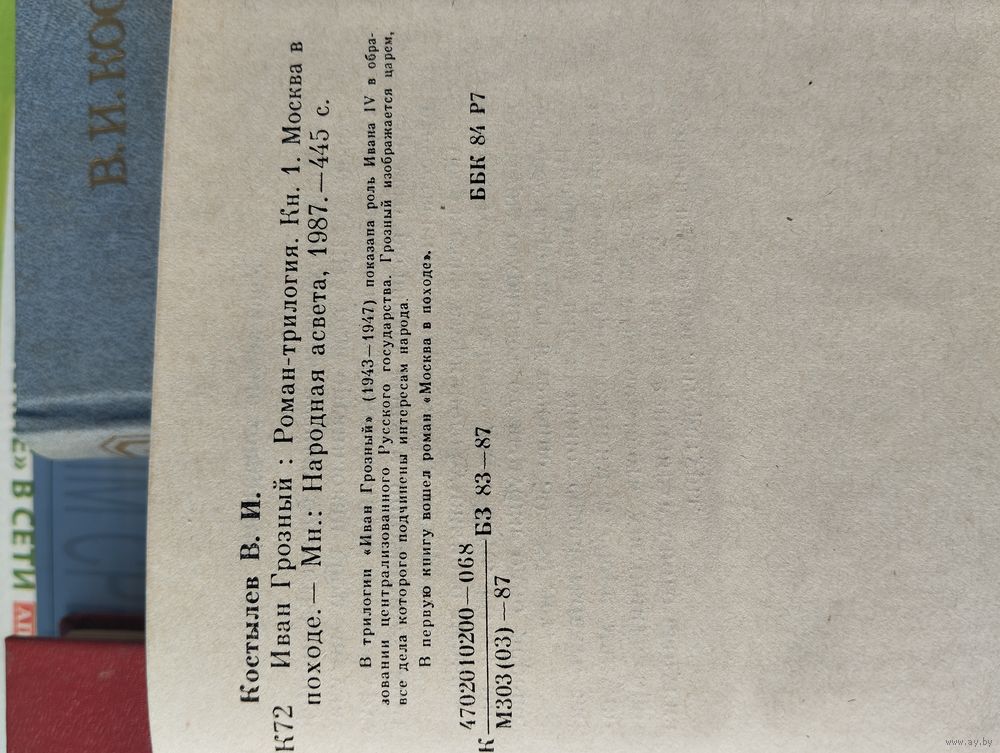 В. И. КОС
Костылев В. И.
К72 Иван Грозный : Роман-трилогия. Кн. 1. Москва в
походе.— Мн.: Народная асвета, 1987.—445 с.
В трилогии «Иван Грозный» (1943—1947) показана роль Ивана IV в обра-
зовании централизованного Русского государства. Грозный изображается царем,
все дела которого подчинены интересам народа.
В первую книгу вошел роман «Москва в походе».
К 4702010200—068 БЗ 83—87
М303(03)—87
ББК 84 Р7
» В СЕТИ
www.ay.by